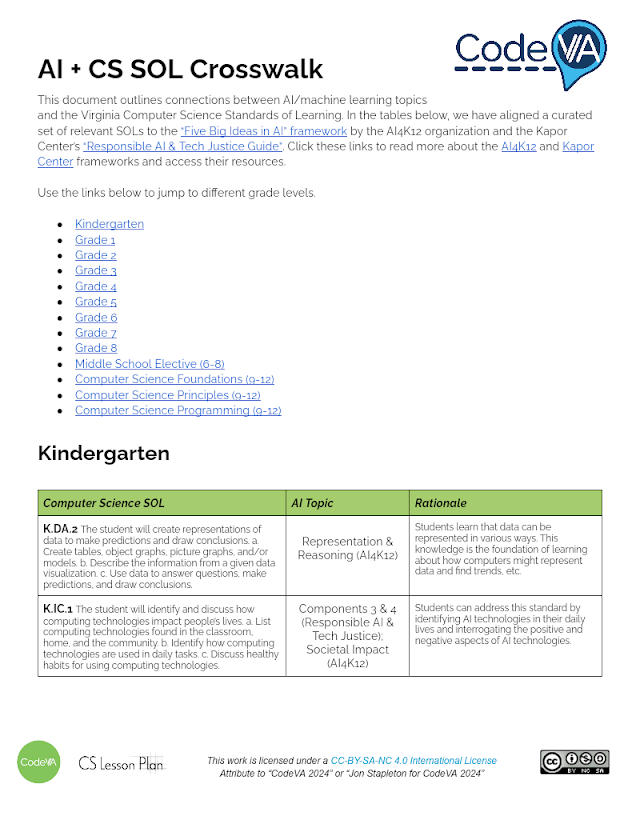 CodeVA
AI + CS SOL Crosswalk
This document outlines connections between AI/machine learning topics
and the Virginia Computer Science Standards of Learning. In the tables below, we have aligned a curated
set of relevant SOLs to the "Five Big Ideas in AI" framework by the AI4K12 organization and the Kapor
Center's "Responsible AI & Tech Justice Guide". Click these links to read more about the AI4K12 and Kapor
Center frameworks and access their resources.
Use the links below to jump to different grade levels.
● Kindergarten
● Grade 1
● Grade 2
● Grade 3
● Grade 4
● Grade 5
● Grade 6
● Grade 7
● Grade 8
● Middle School Elective (6-8)
● Computer Science Foundations (9-12)
● Computer Science Principles (9-12)
● Computer Science Programming (9-12)
Kindergarten
Computer Science SOL
AI Topic
Rationale
K.DA.2 The student will create representations of
data to make predictions and draw conclusions. a.
Create tables, object graphs, picture graphs, and/or
models. b. Describe the information from a given data
visualization. c. Use data to answer questions, make
predictions, and draw conclusions.
Representation &
Reasoning (AI4K12)
Students learn that data can be
represented in various ways. This
knowledge is the foundation of learning
about how computers might represent
data and find trends, etc.
K.IC.1 The student will identify and discuss how
computing technologies impact people's lives. a. List
computing technologies found in the classroom,
home, and the community. b. Identify how computing
technologies are used in daily tasks. c. Discuss healthy
habits for using computing technologies.
Components 3 & 4
(Responsible AI &
Tech Justice);
Societal Impact
(AI4K12)
Students can address this standard by
identifying AI technologies in their daily
lives and interrogating the positive and
negative aspects of AI technologies.
CodeVA
CS Lesson Plan
This work is licensed under a CC-BY-SA-NC 4.0 International License
Attribute to "CodeVA 2024" or "Jon Stapleton for CodeVA 2024"
cc
BY NC SA